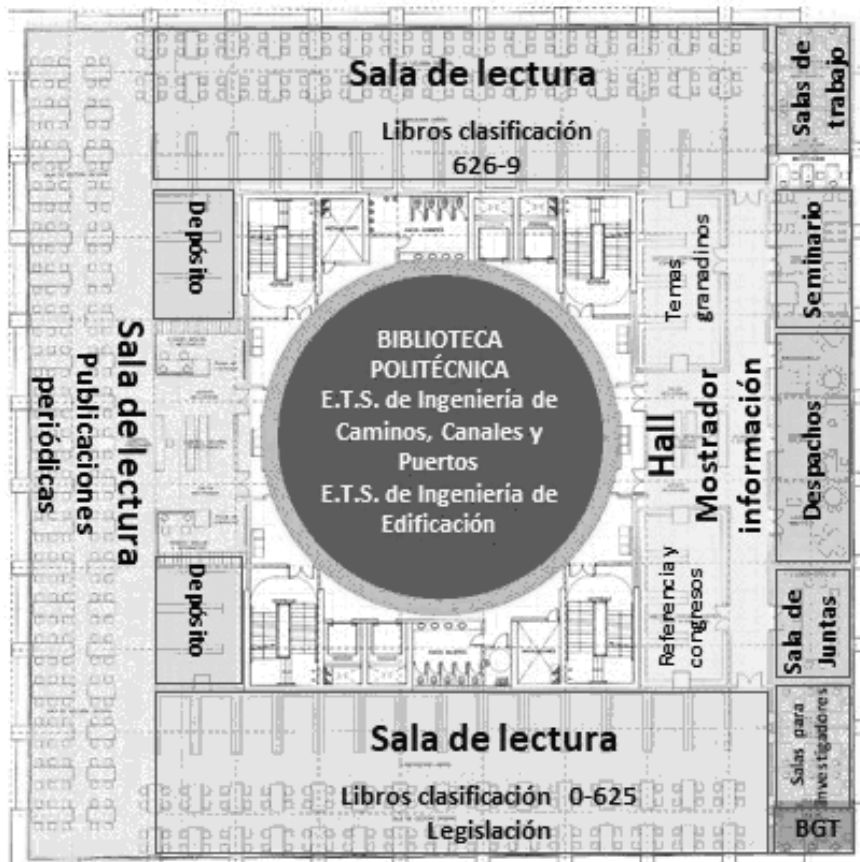 Sala de lectura
Libros clasificación
626-9
Salas de
trabajo
Depósito
Temas
granadinos
Seminario
Sala de lectura
Publicaciones
periódicas
BIBLIOTECA
POLITÉCNICA
E.T.S. de Ingeniería de
Caminos, Canales y
Puertos
E.T.S. de Ingeniería de
Edificación
Hall
Mostrador
información
Despachos
Depósito
Referencia y
congresos
Sala de
Juntas
Sala de lectura
Libros clasificación 0-625
Legislación
Salas para
investigadores
BGT